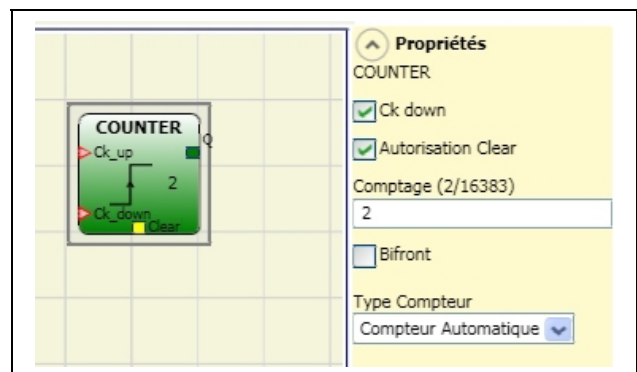 COUNTER
Q
Ck_up
2
Ck_down
Clear
Propriétés
COUNTER
Ck down
Autorisation Clear
Comptage (2/16383)
2
Bifront
Type Compteur
Compteur Automatique